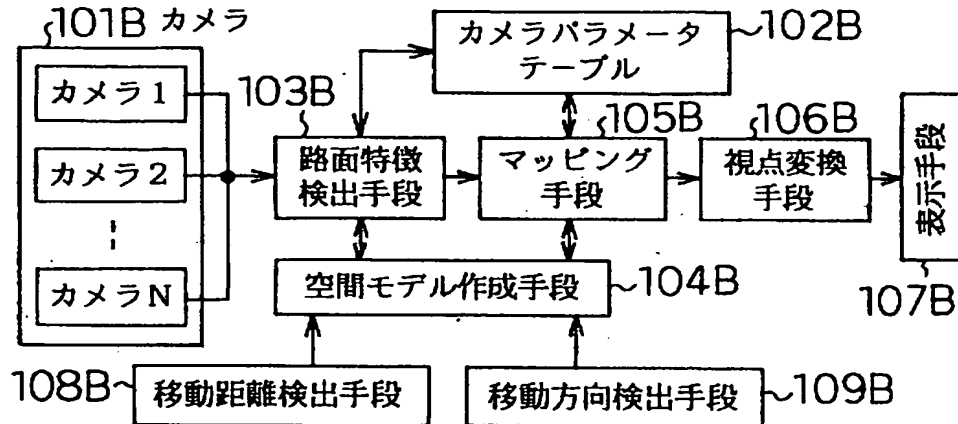 101B カメラ
カメラ1
カメラ2
カメラN
カメラパラメータ
テーブル
102B
103B
路面特徴
検出手段
105B
マッピング
手段
106B
視点変換
手段
表示手段
107B
空間モデル作成手段
104B
108B
移動距離検出手段
移動方向検出手段
109B